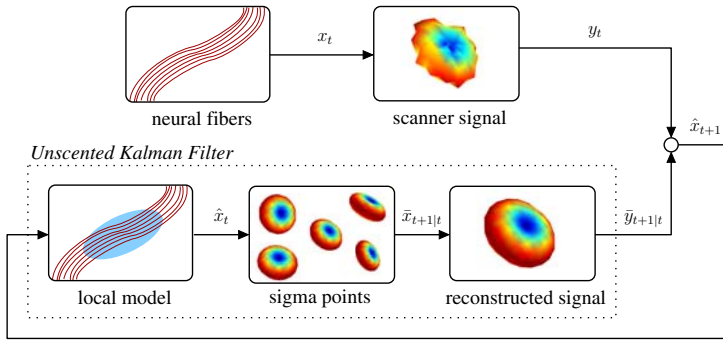 x_t
y_t
neural fibers
scanner signal
x̂_{t+1}
Unscented Kalman Filter
x̂_t
x̄_{t+1|t}
ȳ_{t+1|t}
local model
sigma points
reconstructed signal